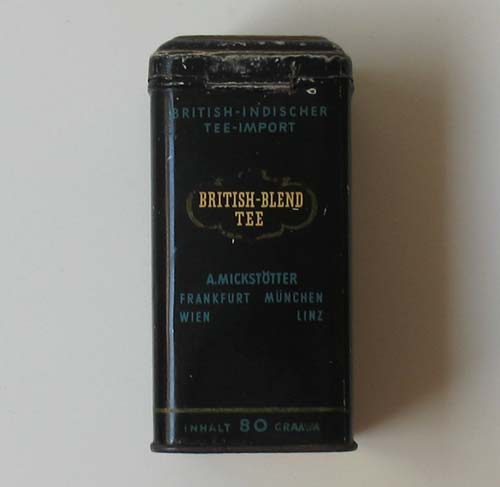 BRITISH-INDISCHER
TEE-IMPORT
BRITISH-BLEND
TEE
A.MICKSTÖTTER
FRANKFURT MÜNCHEN
WIEN LINZ
INHALT 80 GRAMM